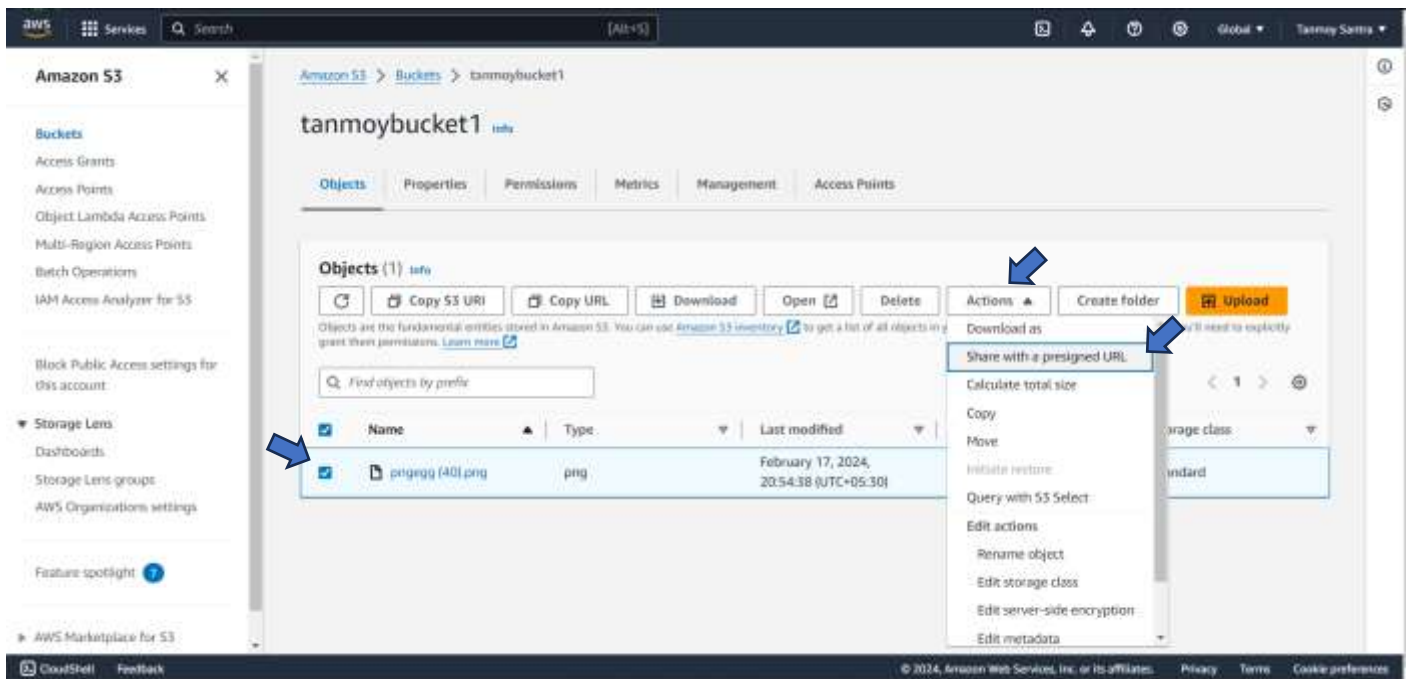 aws Services Search [Alt+S] Global Tanmoy Santra
Amazon S3
Buckets
Access Grants
Access Points
Object Lambda Access Points
Multi-Region Access Points
Batch Operations
IAM Access Analyzer for S3
Block Public Access settings for
this account
Storage Lens
Dashboards
Storage Lens groups
AWS Organizations settings
Feature spotlight 7
AWS Marketplace for S3
Amazon S3 > Buckets > tanmoybucket1
tanmoybucket1 Info
Objects Properties Permissions Metrics Management Access Points
Objects (1) Info
Copy S3 URI Copy URL Download Open Delete Actions Create folder Upload
Objects are the fundamental entities stored in Amazon S3. You can use Amazon S3 inventory to get a list of all objects in y
'll need to explicitly
grant them permissions. Learn more
Find objects by prefix
< 1 >
Name Type Last modified orage class
pngegg (40).png png February 17, 2024,
20:54:38 (UTC+05:30) ndard
Download as
Share with a presigned URL
Calculate total size
Copy
Move
Initiate restore
Query with S3 Select
Edit actions
Rename object
Edit storage class
Edit server-side encryption
Edit metadata
CloudShell Feedback © 2024, Amazon Web Services, Inc. or its affiliates. Privacy Terms Cookie preferences